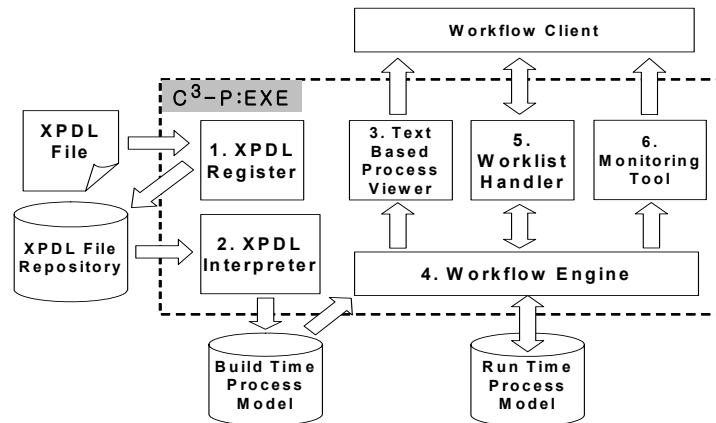 Workflow Client
C³-P:EXE
XPDL
File
1. XPDL
Register
3. Text
Based
Process
Viewer
5.
Worklist
Handler
6.
Monitoring
Tool
XPDL File
Repository
2. XPDL
Interpreter
4. Workflow Engine
Build Time
Process
Model
Run Time
Process
Model